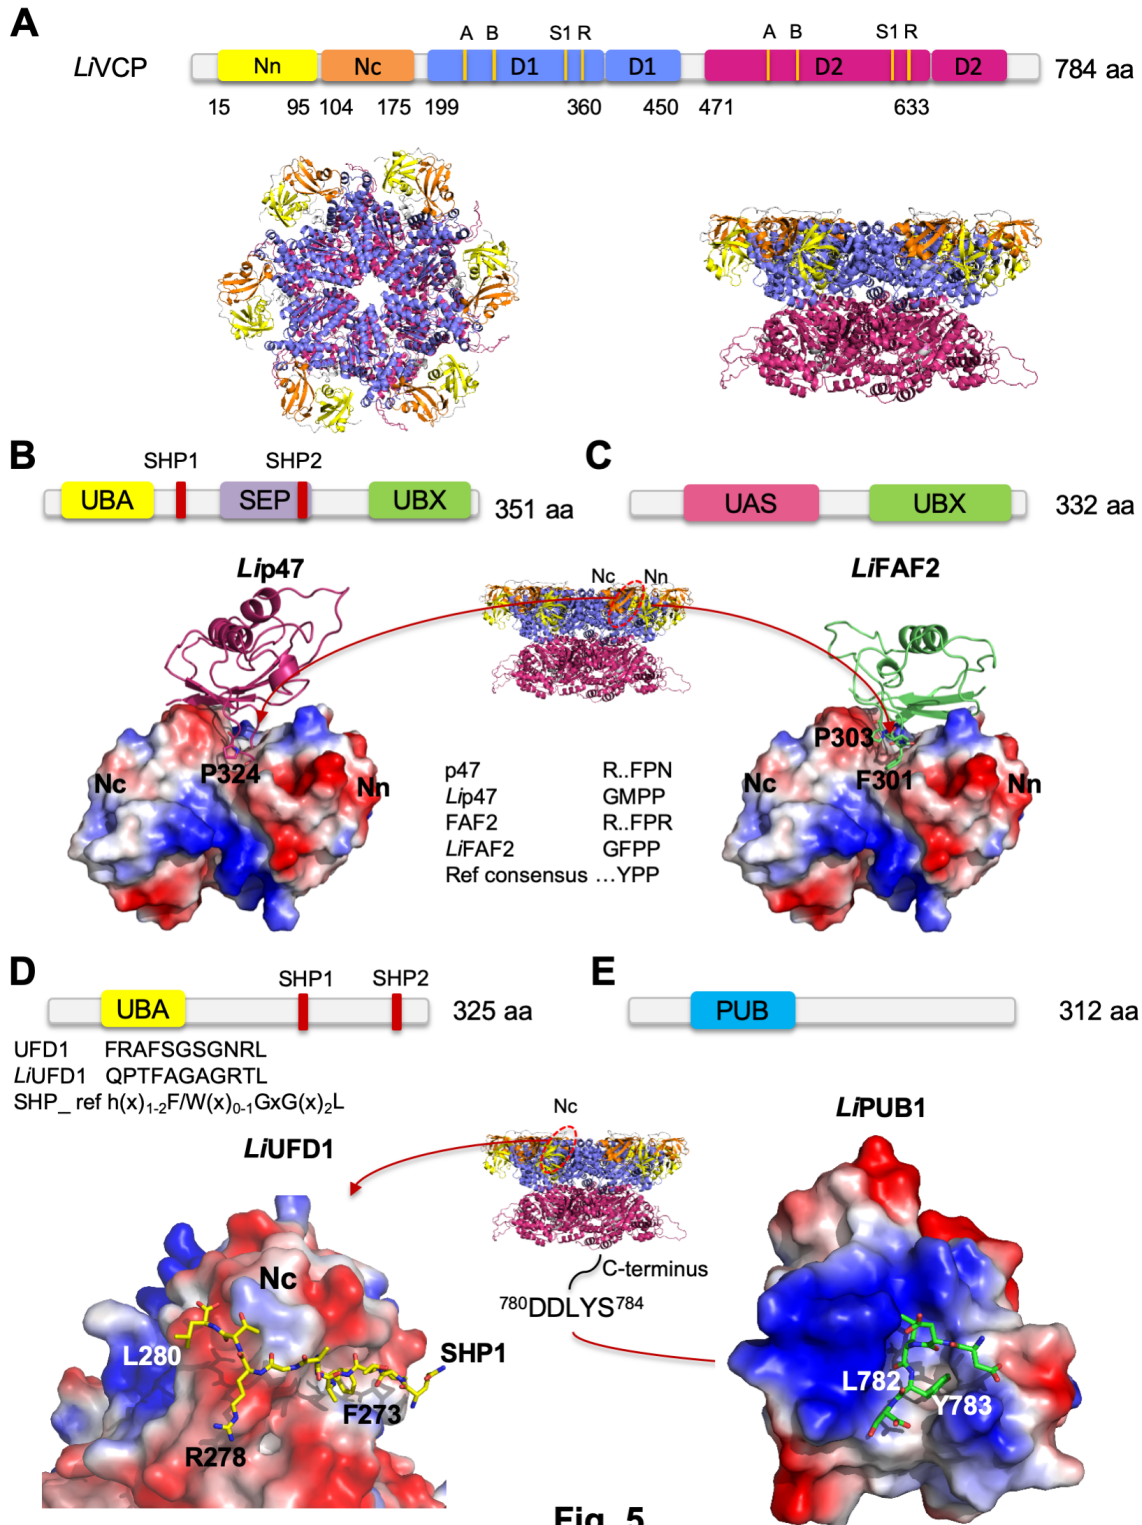 A
A B S1 R A B S1 R
LiVCP Nn Nc D1 D1 D2 D2 784 aa
15 95 104 175 199 360 450 471 633
B
SHP1 SHP2
UBA SEP UBX 351 aa
C
UAS UBX 332 aa
Lip47
Nc Nn
LiFAF2
P324
Nc
Nn
P303
F301
Nc
Nn
p47 R..FPN
Lip47 GMPP
FAF2 R..FPR
LiFAF2 GFPP
Ref consensus ...YPP
D
SHP1 SHP2
UBA 325 aa
E
PUB 312 aa
UFD1 FRAFSGSGNRL
LiUFD1 QPTFAGAGRTL
SHP_ ref h(x)1-2F/W(x)0-1GxG(x)2L
LiUFD1
Nc
LiPUB1
Nc
C-terminus
780DDLYS784
L280
SHP1
F273
R278
L782
Y783
Fig. 5